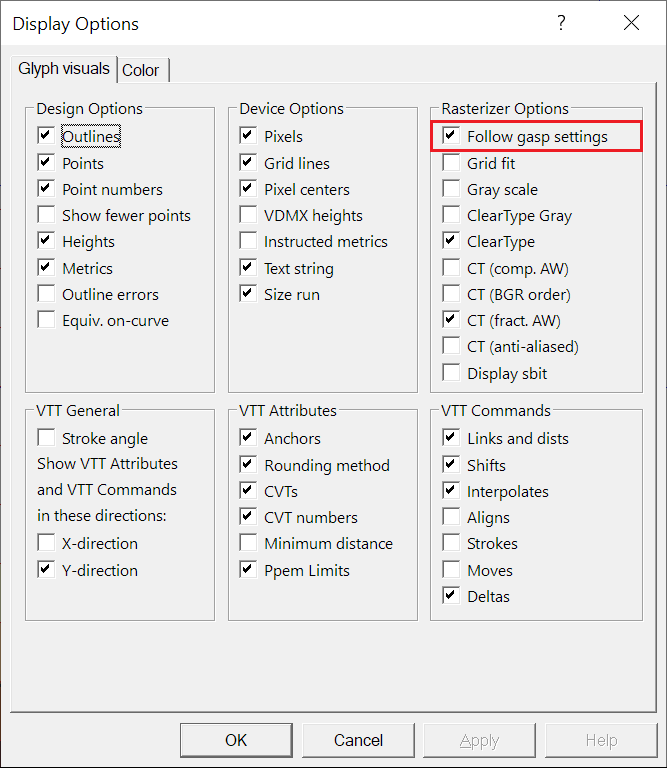 Display Options
?
Glyph visuals
Color
Design Options
Outlines
Points
Point numbers
Show fewer points
Heights
Metrics
Outline errors
Equiv. on-curve
Device Options
Pixels
Grid lines
Pixel centers
VDMX heights
Instructed metrics
Text string
Size run
Rasterizer Options
Follow gasp settings
Grid fit
Gray scale
ClearType Gray
ClearType
CT (comp. AW)
CT (BGR order)
CT (fract. AW)
CT (anti-aliased)
Display sbit
VTT General
Stroke angle
Show VTT Attributes
and VTT Commands
in these directions:
X-direction
Y-direction
VTT Attributes
Anchors
Rounding method
CVTs
CVT numbers
Minimum distance
Ppem Limits
VTT Commands
Links and dists
Shifts
Interpolates
Aligns
Strokes
Moves
Deltas
OK
Cancel
Apply
Help